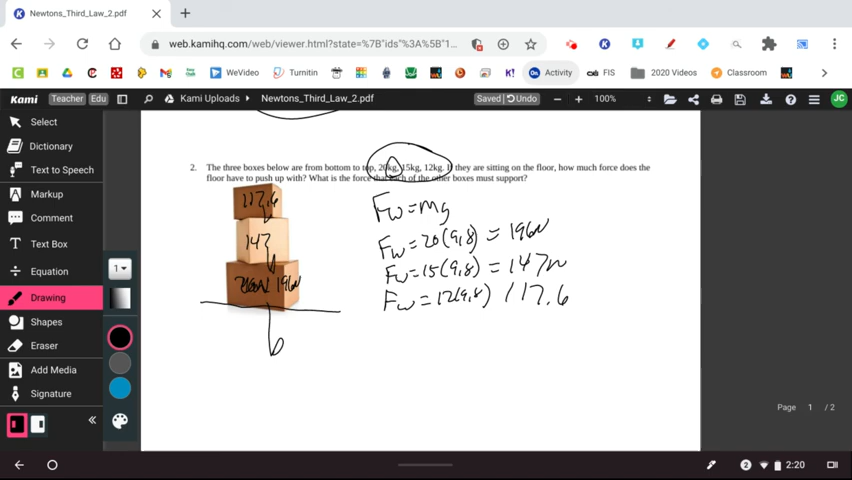 Newtons_Third_Law_2.pdf
web.kamihq.com/web/viewer.html?state=%7B"ids"%3A%5B"1...
WeVideo
Turnitin
Activity
FIS
2020 Media
Classroom
Kami
Teacher
Edu
Kami Uploads
Newtons_Third_Law_2.pdf
Saved
Undo
100%
JC
Select
Dictionary
Text to Speech
Markup
Comment
Text Box
Equation
Drawing
Shapes
Eraser
Add Media
Signature
1
2. The three boxes below are from bottom to top, 20kg, 15kg, 12kg. If they are sitting on the floor, how much force does the
floor have to push up with? What is the force that each of the other boxes must support?
117.6
147
196N
Fw=mg
Fw=20(9.8) = 196N
Fw=15(9.8) = 147N
Fw=12(9.8) 117.6
Page 1 / 2
2 2:20